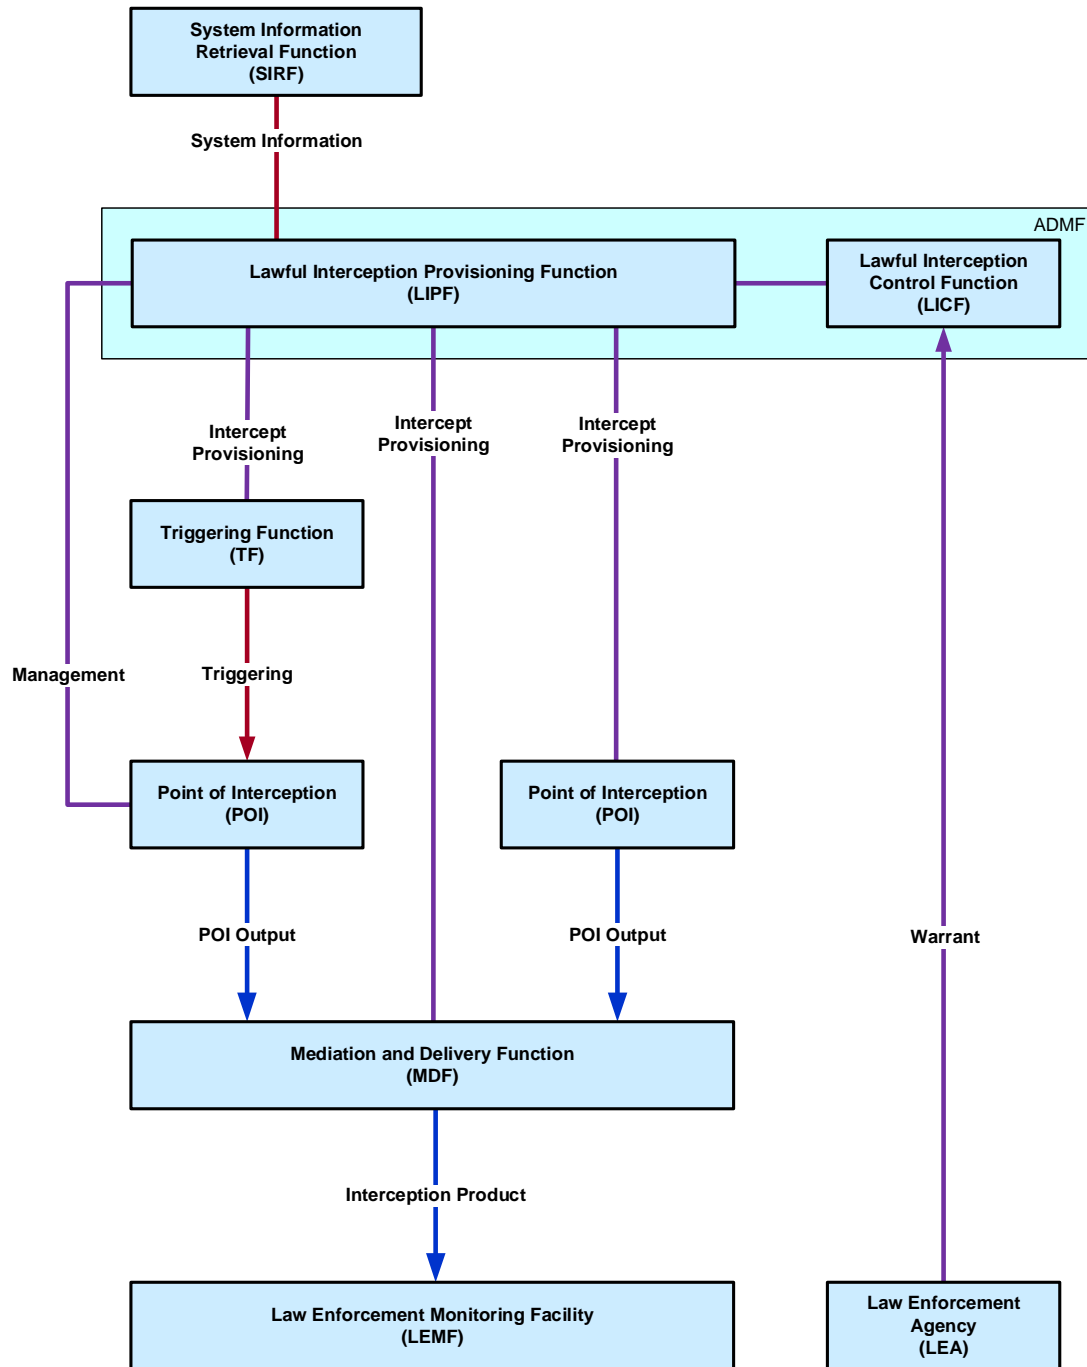 System Information
Retrieval Function
(SIRF)
System Information
ADMF
Lawful Interception Provisioning Function
(LIPF)
Lawful Interception
Control Function
(LICF)
Intercept
Provisioning
Intercept
Provisioning
Intercept
Provisioning
Triggering Function
(TF)
Management
Triggering
Point of Interception
(POI)
Point of Interception
(POI)
POI Output
POI Output
Warrant
Mediation and Delivery Function
(MDF)
Interception Product
Law Enforcement Monitoring Facility
(LEMF)
Law Enforcement
Agency
(LEA)